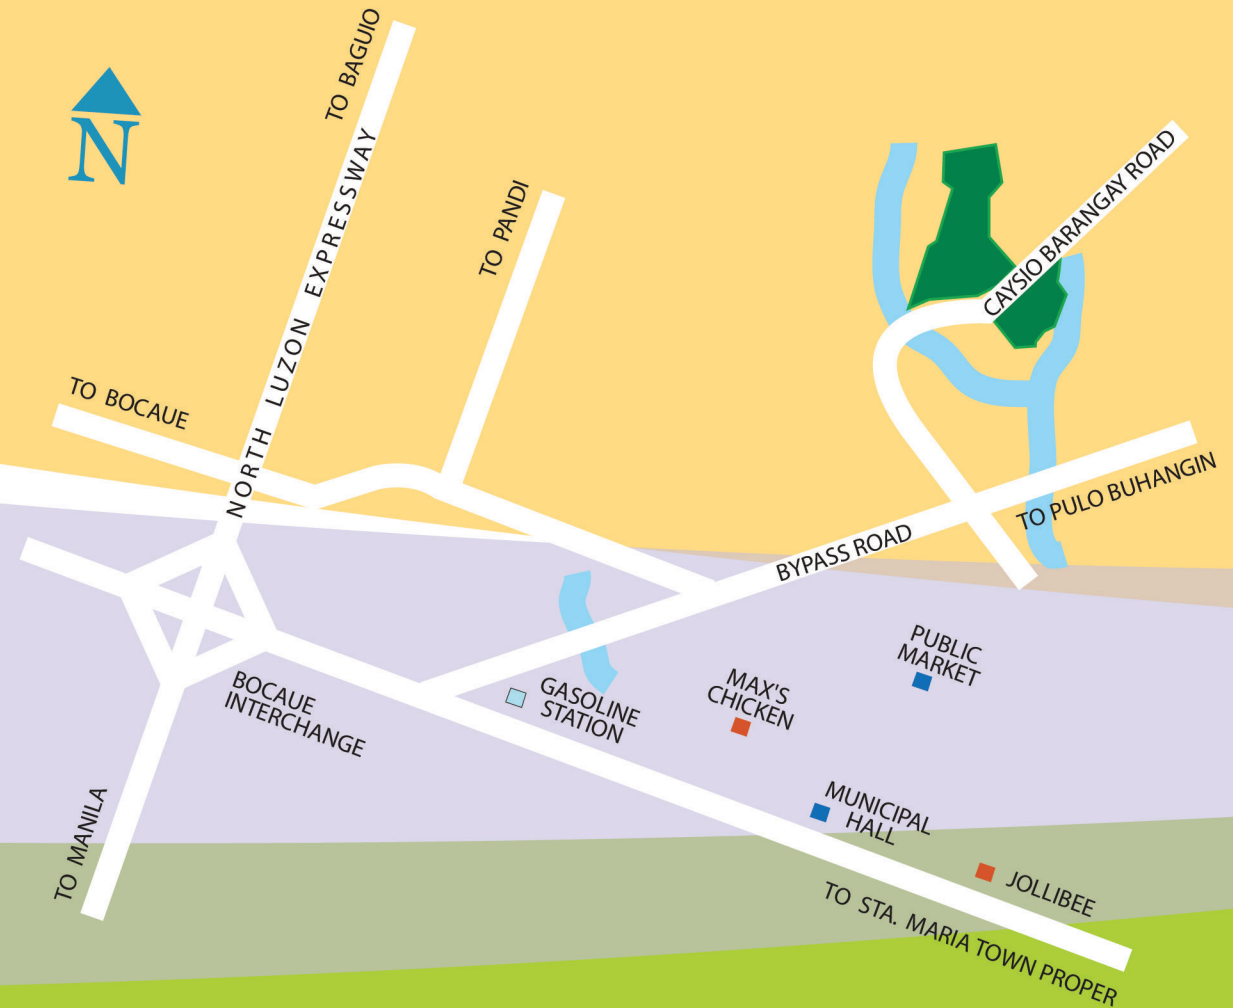 TO BAGUIO
N
NORTH LUZON EXPRESSWAY
TO PANDI
CAYSIO BARANGAY ROAD
TO BOCAUE
TO PULO BUHANGIN
BYPASS ROAD
PUBLIC
MARKET
MAX'S
CHICKEN
GASOLINE
STATION
BOCAUE
INTERCHANGE
MUNICIPAL
HALL
TO MANILA
JOLLIBEE
TO STA. MARIA TOWN PROPER